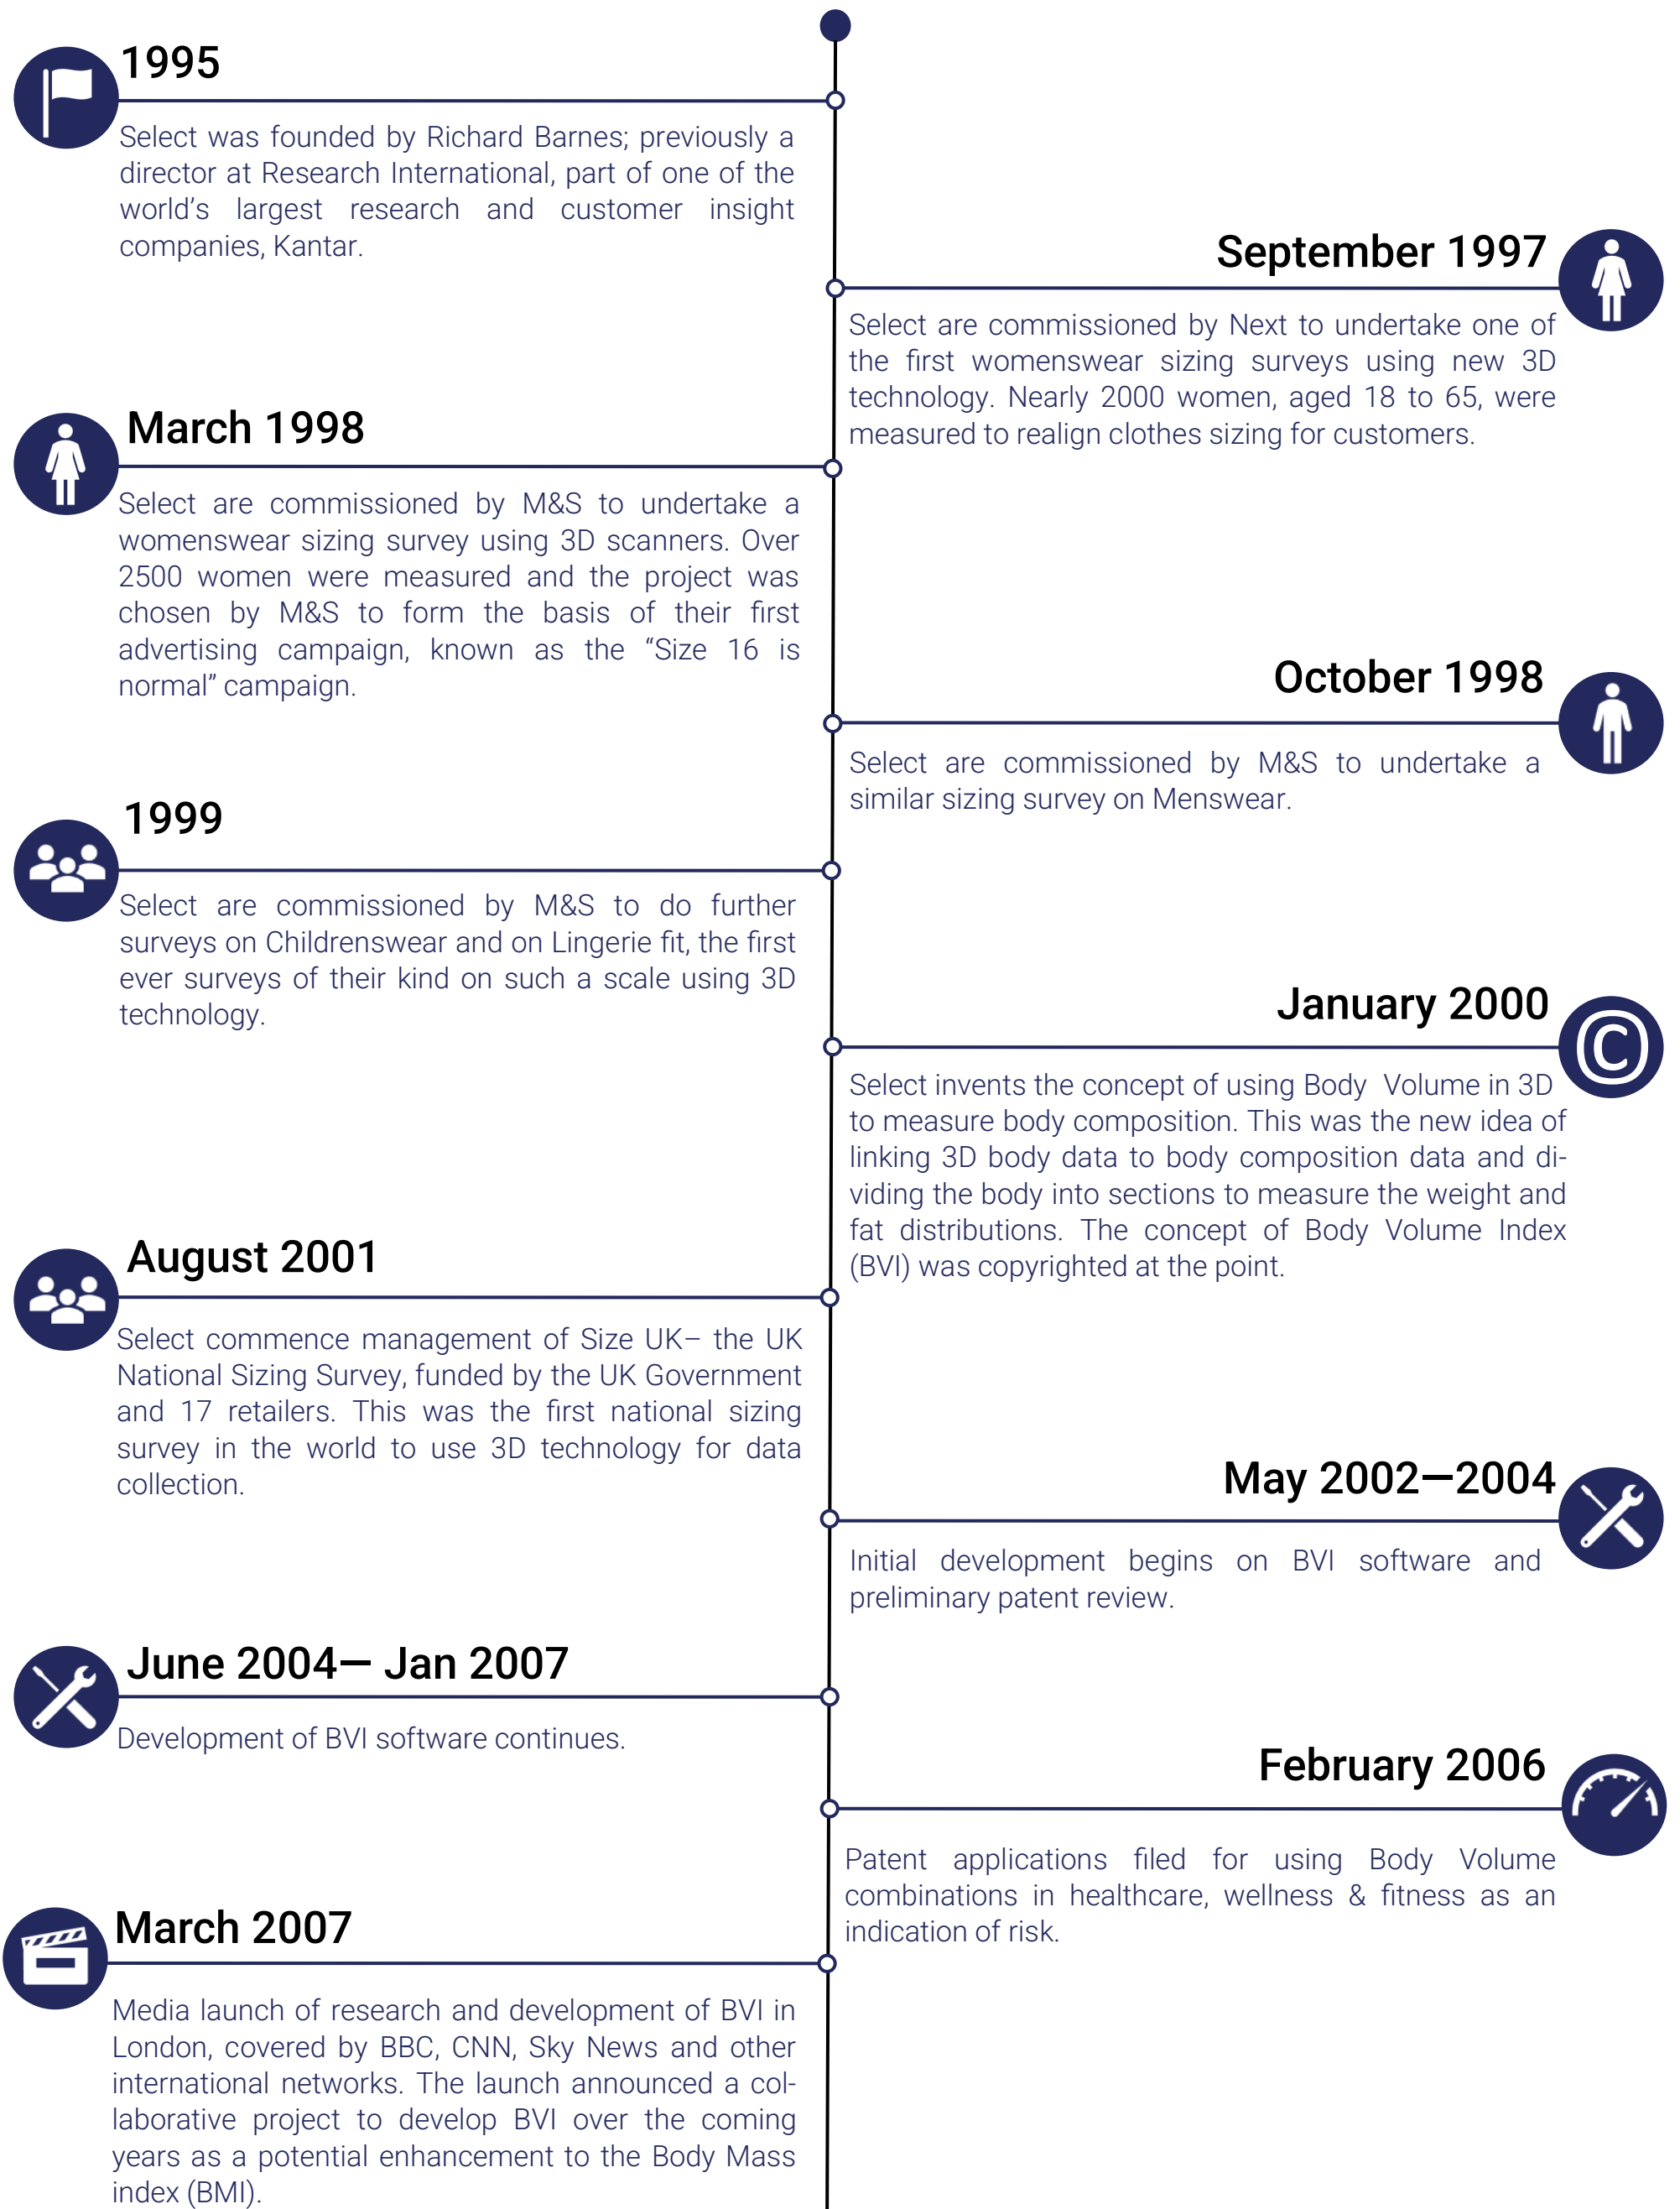 1995
Select was founded by Richard Barnes; previously a
director at Research International, part of one of the
world's largest research and customer insight
companies, Kantar.
September 1997
Select are commissioned by Next to undertake one of
the first womenswear sizing surveys using new 3D
technology. Nearly 2000 women, aged 18 to 65, were
measured to realign clothes sizing for customers.
March 1998
Select are commissioned by M&S to undertake a
womenswear sizing survey using 3D scanners. Over
2500 women were measured and the project was
chosen by M&S to form the basis of their first
advertising campaign, known as the “Size 16 is
normal” campaign.
October 1998
Select are commissioned by M&S to undertake a
similar sizing survey on Menswear.
1999
Select are commissioned by M&S to do further
surveys on Childrenswear and on Lingerie fit, the first
ever surveys of their kind on such a scale using 3D
technology.
January 2000
©
Select invents the concept of using Body Volume in 3D
to measure body composition. This was the new idea of
linking 3D body data to body composition data and di-
viding the body into sections to measure the weight and
fat distributions. The concept of Body Volume Index
(BVI) was copyrighted at the point.
August 2001
Select commence management of Size UK– the UK
National Sizing Survey, funded by the UK Government
and 17 retailers. This was the first national sizing
survey in the world to use 3D technology for data
collection.
May 2002—2004
Initial development begins on BVI software and
preliminary patent review.
June 2004— Jan 2007
Development of BVI software continues.
February 2006
Patent applications filed for using Body Volume
combinations in healthcare, wellness & fitness as an
indication of risk.
March 2007
Media launch of research and development of BVI in
London, covered by BBC, CNN, Sky News and other
international networks. The launch announced a col-
laborative project to develop BVI over the coming
years as a potential enhancement to the Body Mass
index (BMI).